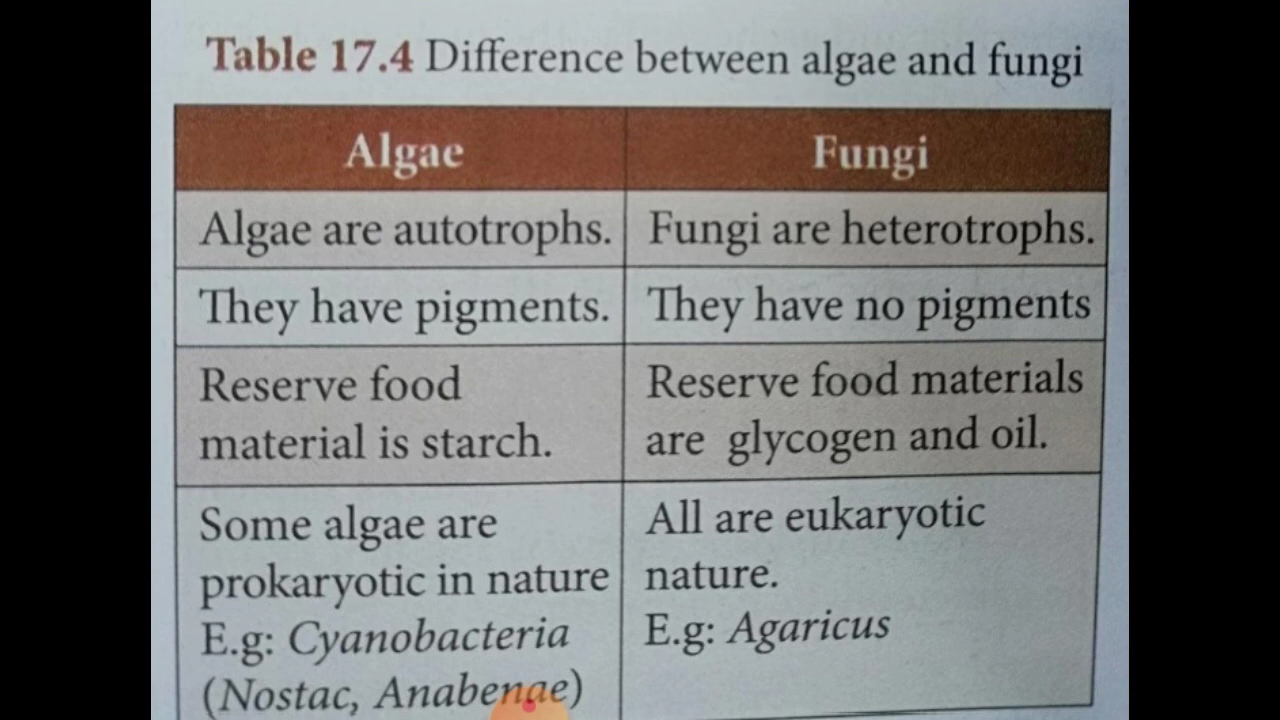 Table 17.4 Difference between algae and fungi
Algae
Fungi
Algae are autotrophs.
Fungi are heterotrophs.
They have pigments.
They have no pigments
Reserve food
material is starch.
Reserve food materials
are glycogen and oil.
Some algae are
prokaryotic in nature
E.g: Cyanobacteria
(Nostac, Anabenae)
All are eukaryotic
nature.
E.g: Agaricus